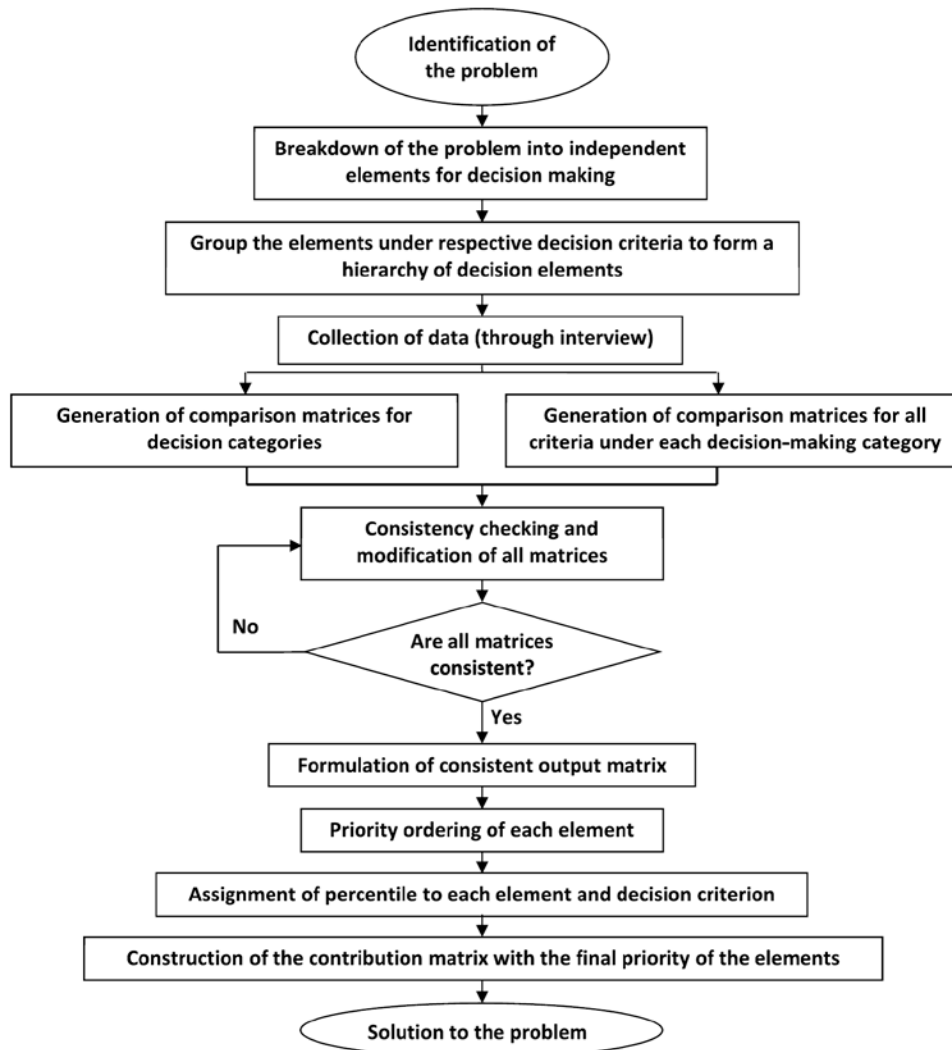 Identification of
the problem
Breakdown of the problem into independent
elements for decision making
Group the elements under respective decision criteria to form a
hierarchy of decision elements
Collection of data (through interview)
Generation of comparison matrices for
decision categories
Generation of comparison matrices for all
criteria under each decision-making category
Consistency checking and
modification of all matrices
No
Are all matrices
consistent?
Yes
Formulation of consistent output matrix
Priority ordering of each element
Assignment of percentile to each element and decision criterion
Construction of the contribution matrix with the final priority of the elements
Solution to the problem